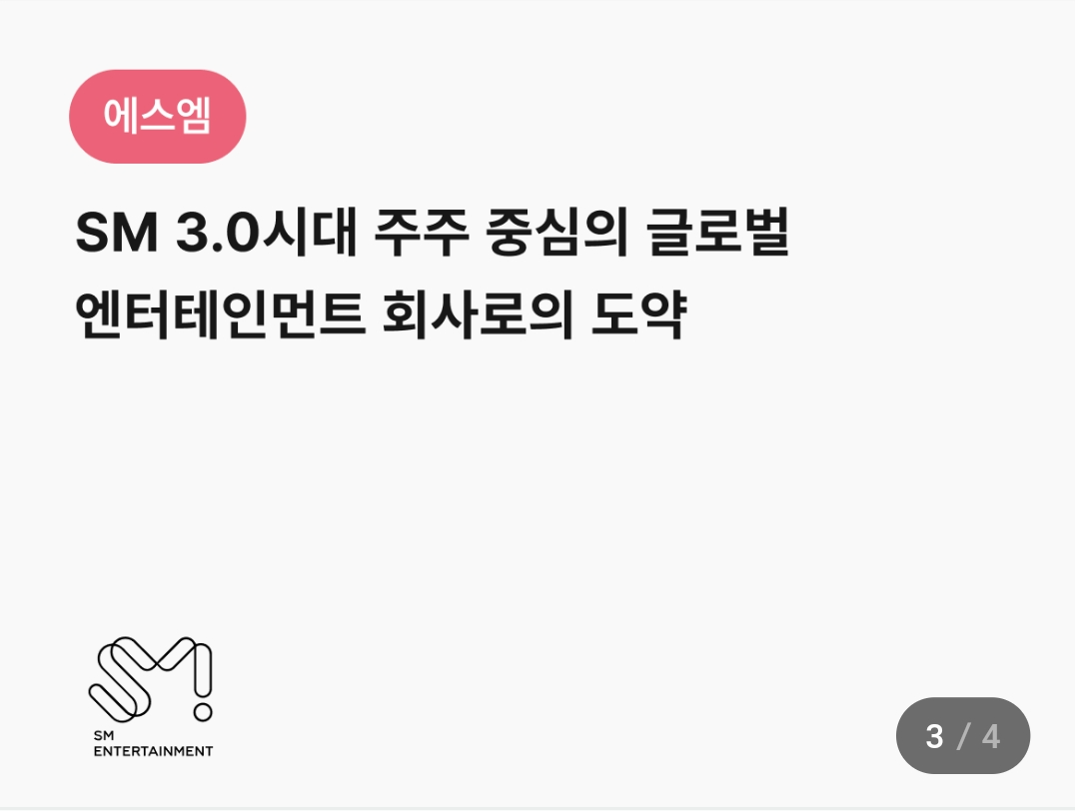 에스엠
SM 3.0시대 주주 중심의 글로벌
엔터테인먼트 회사로의 도약
SM
ENTERTAINMENT
3 / 4